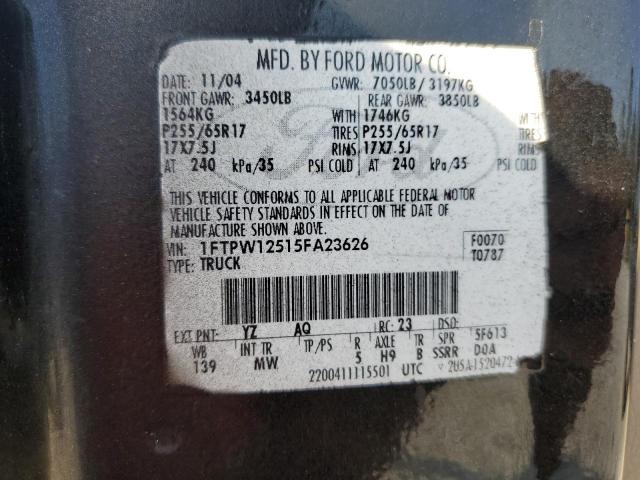 MFD. BY FORD MOTOR CO.
DATE: 11/04 GVWR: 7050LB / 3197KG
FRONT GAWR: 3450LB REAR GAWR: 3850LB
1564KG WITH 1746KG
P255/65R17 TIRES P255/65R17
17X7.5J RIMS 17X7.5J
AT 240 kPa/35 PSI COLD AT 240 kPa/35 PSI COLD
THIS VEHICLE CONFORMS TO ALL APPLICABLE FEDERAL MOTOR
VEHICLE SAFETY STANDARDS IN EFFECT ON THE DATE OF
MANUFACTURE SHOWN ABOVE.
VIN: 1FTPW12515FA23626 F0070
TYPE: TRUCK T0787
EXT PNT: YZ AQ RC: 23 DSO:
WB INT TR TP/PS R AXLE TR SPR 5F613
139 MW 5 H9 B SSRR DOA
2200411115501 UTC
Ford